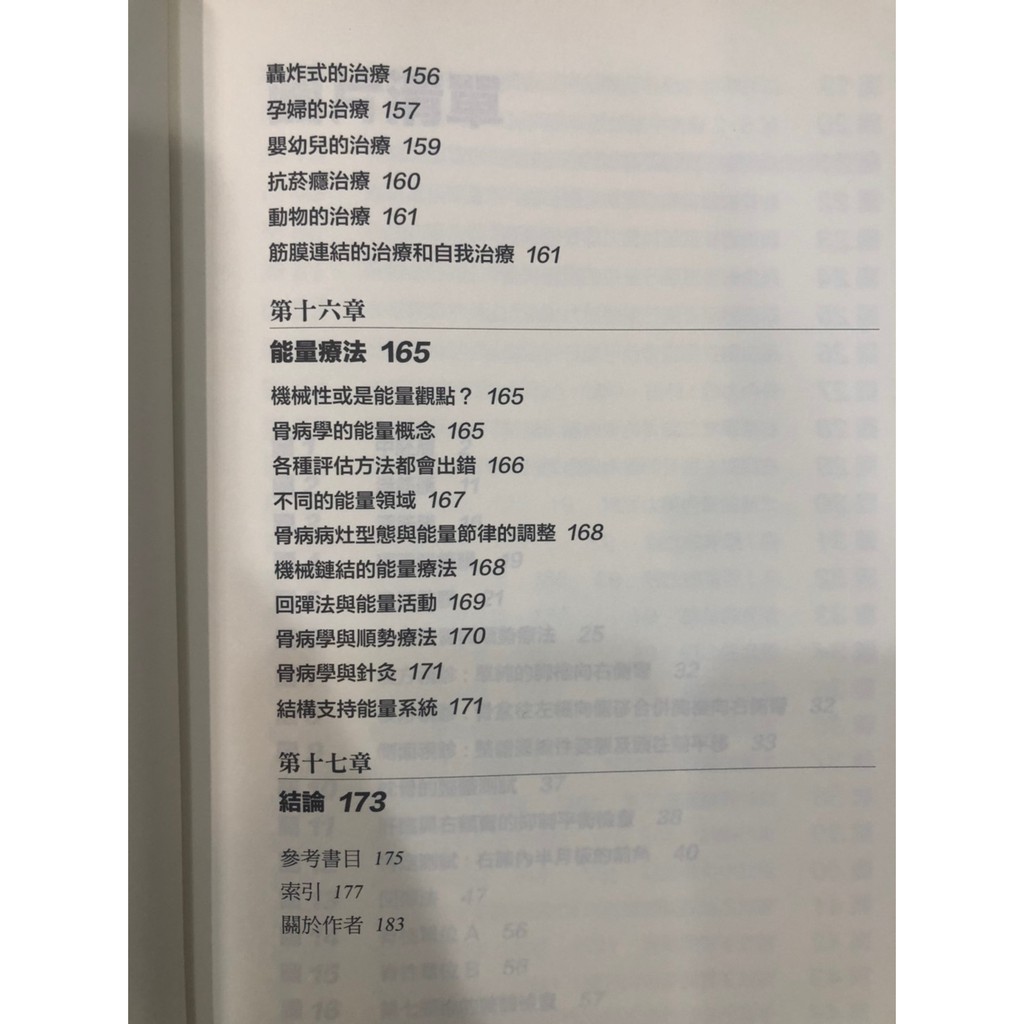 轟炸式的治療 156
孕婦的治療 157
嬰幼兒的治療 159
抗菸癮治療 160
動物的治療 161
筋膜連結的治療和自我治療 161
第十六章
能量療法 165
機械性或是能量觀點？ 165
骨病學的能量概念 165
各種評估方法都會出錯 166
不同的能量領域 167
骨病病灶型態與能量節律的調整 168
機械鏈結的能量療法 168
回彈法與能量活動 169
骨病學與順勢療法 170
骨病學與針灸 171
結構支持能量系統 171
第十七章
結論 173
參考書目 175
索引 177
關於作者 183